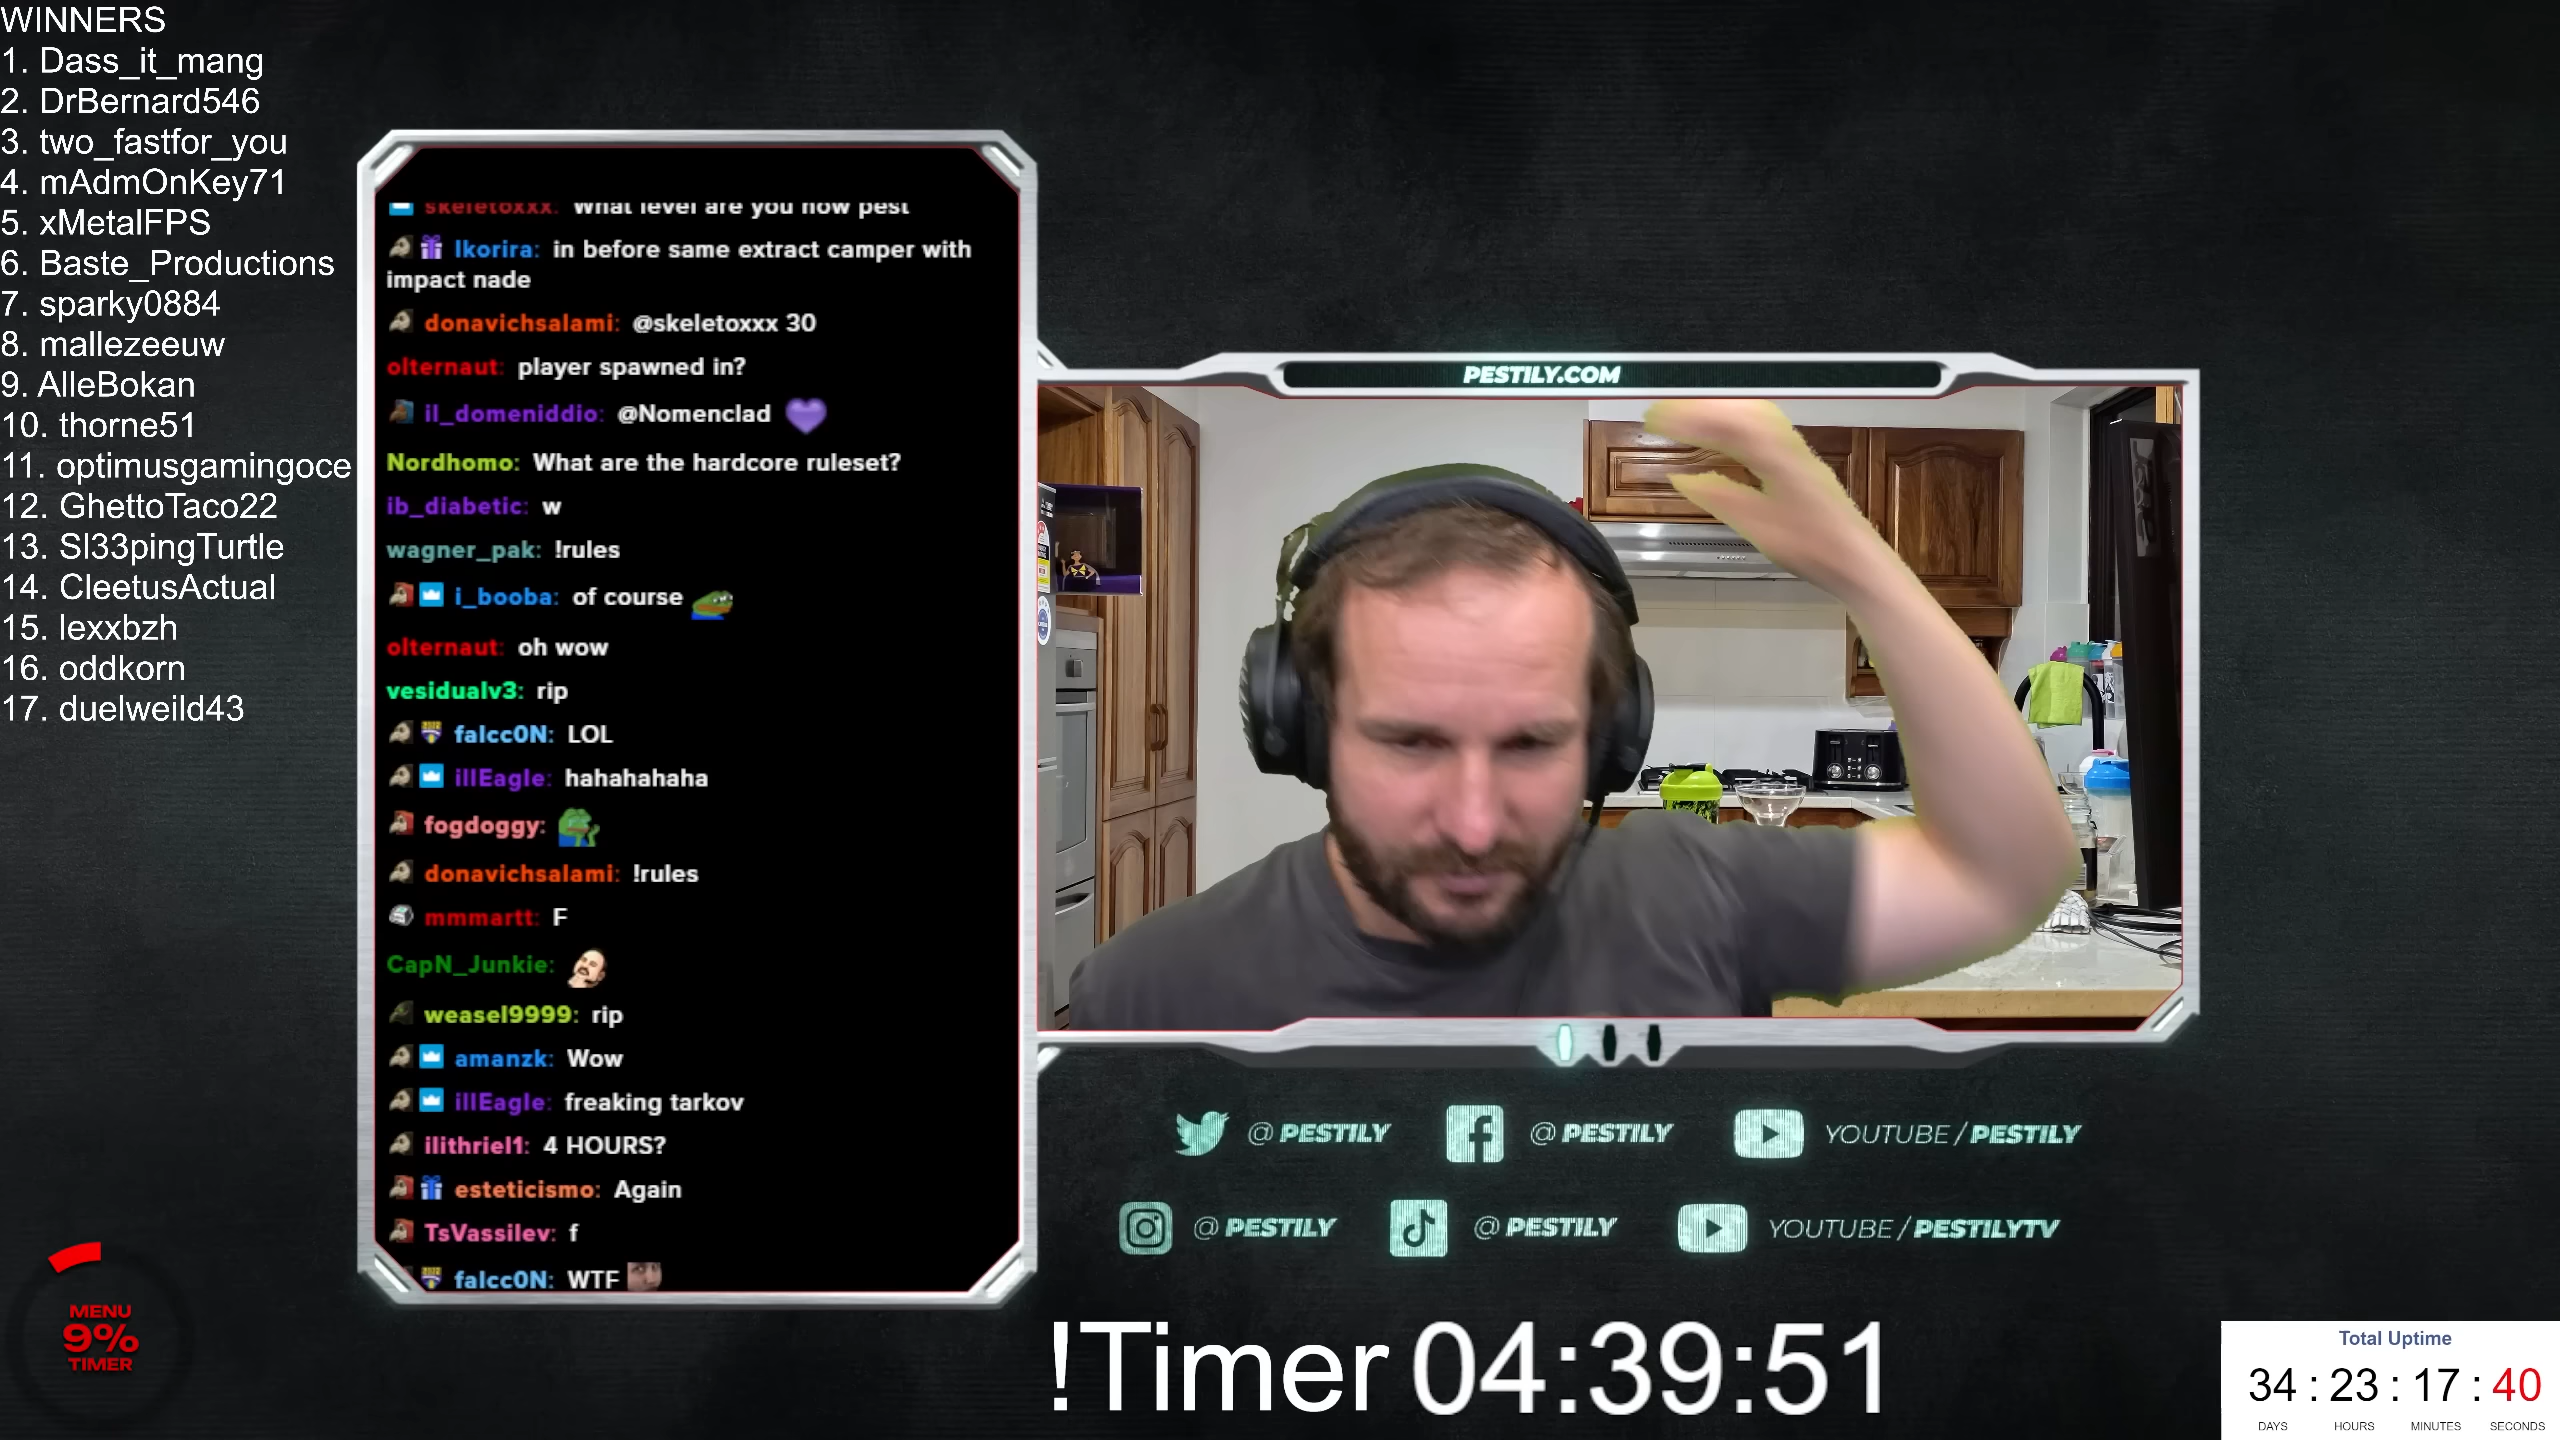 WINNERS
1. Dass_it_mang
2. DrBernard546
3. two_fastfor_you
4. mAdmOnKey71
5. xMetalFPS
6. Baste_Productions
7. sparky0884
8. mallezeeuw
9. AlleBokan
10. thorne51
11. optimusgamingoce
12. GhettoTaco22
13. Sl33pingTurtle
14. CleetusActual
15. lexxbzh
16. oddkorn
17. duelweild43
skeletoxxx: What level are you now pest
Ikorira: in before same extract camper with
impact nade
donavichsalami: @skeletoxxx 30
olternaut: player spawned in?
il_domeniddio: @Nomenclad
Nordhomo: What are the hardcore ruleset?
ib_diabetic: w
wagner_pak: !rules
i_booba: of course
olternaut: oh wow
vesidualv3: rip
falcc0N: LOL
illEagle: hahahahaha
fogdoggy:
donavichsalami: !rules
mmmartt: F
CapN_Junkie:
weasel9999: rip
amanzk: Wow
illEagle: freaking tarkov
ilithriel1: 4 HOURS?
esteticismo: Again
TsVassilev: f
falcc0N: WTF
PESTILY.COM
@PESTILY @PESTILY YOUTUBE/PESTILY
@PESTILY @PESTILY YOUTUBE/PESTILYTV
MENU
9%
TIMER
!Timer 04:39:51
Total Uptime
34 : 23 : 17 : 40
DAYS HOURS MINUTES SECONDS